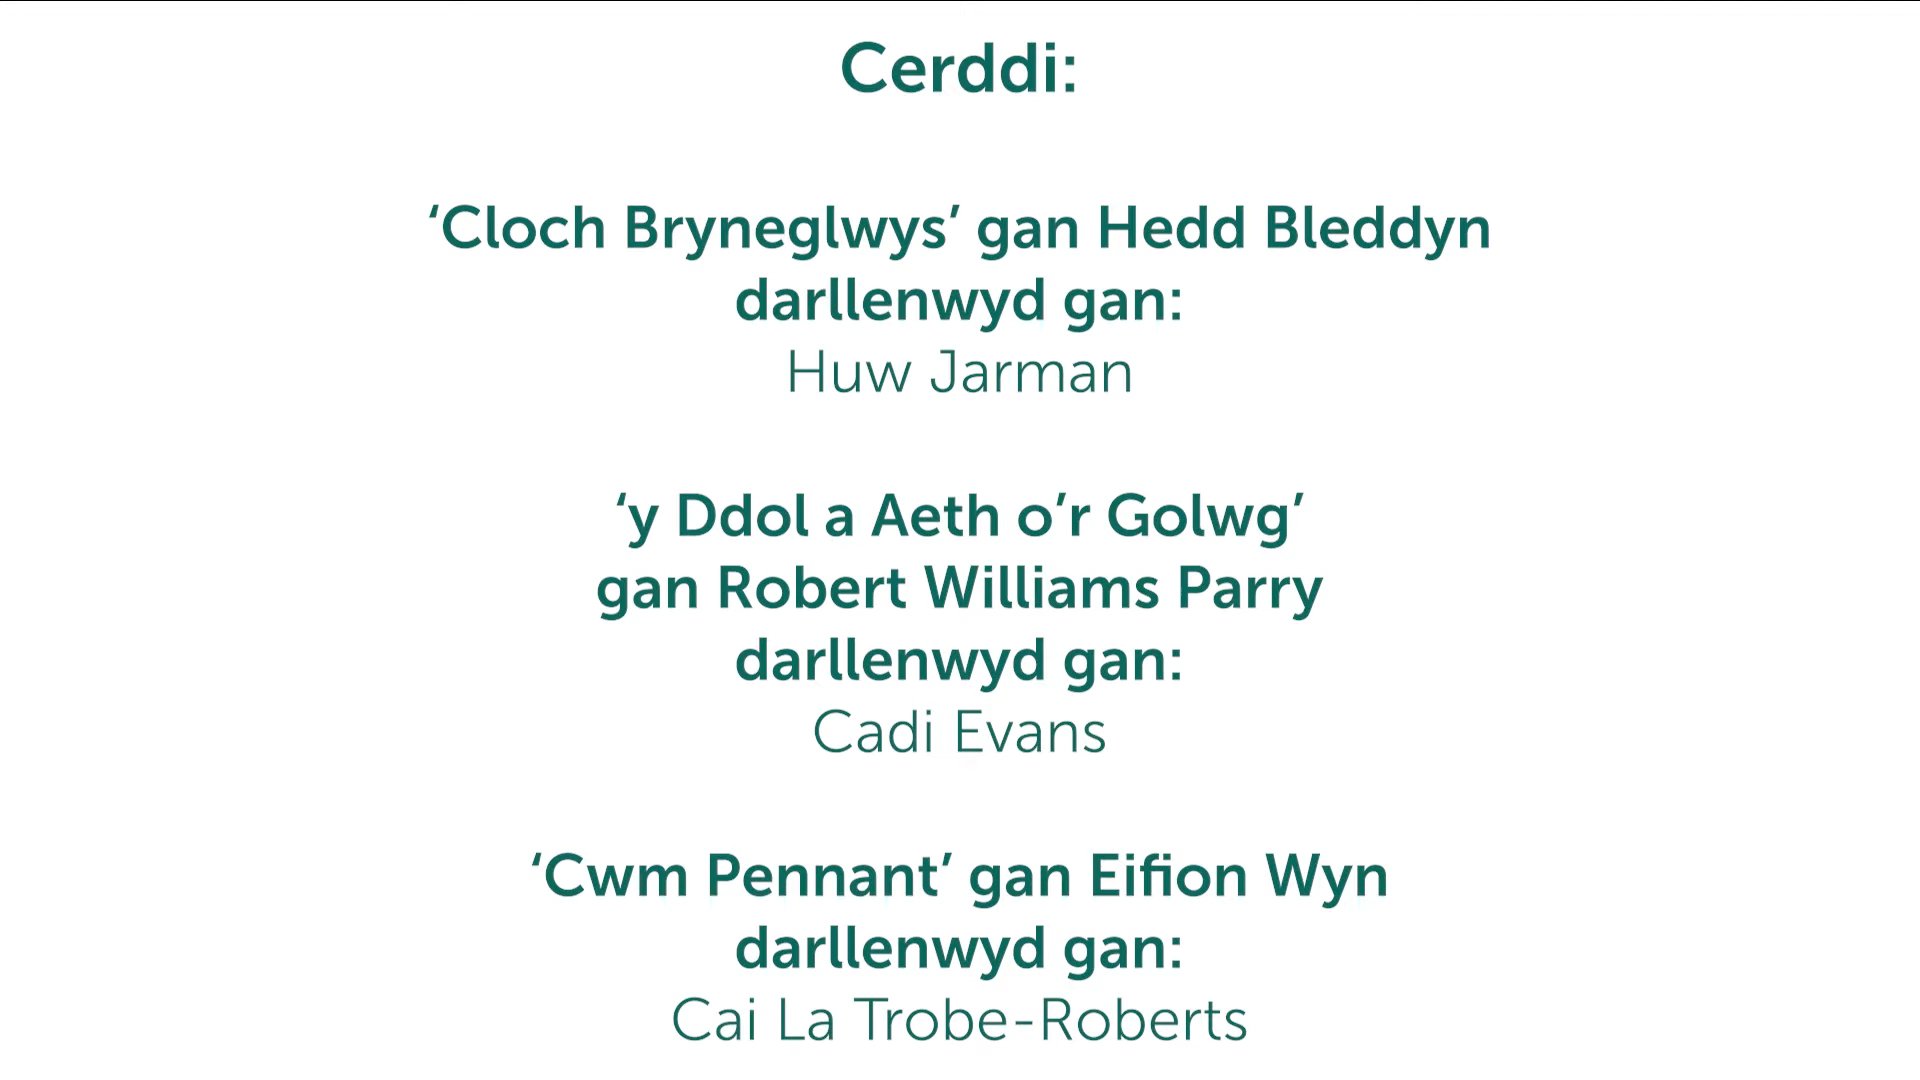 Cerddi:
‘Cloch Bryneglwys’ gan Hedd Bleddyn
darllenwyd gan:
Huw Jarman
‘y Ddol a Aeth o’r Golwg’
gan Robert Williams Parry
darllenwyd gan:
Cadi Evans
‘Cwm Pennant’ gan Eifion Wyn
darllenwyd gan:
Cai La Trobe-Roberts